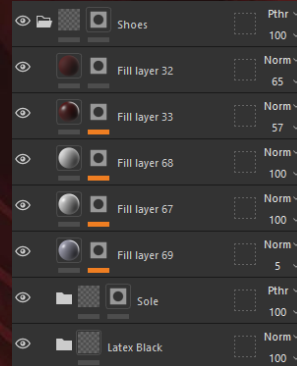 Shoes Pthr
100
Fill layer 32 Norm
65
Fill layer 33 Norm
57
Fill layer 68 Norm
100
Fill layer 67 Norm
100
Fill layer 69 Norm
5
Sole Pthr
100
Latex Black Norm
100